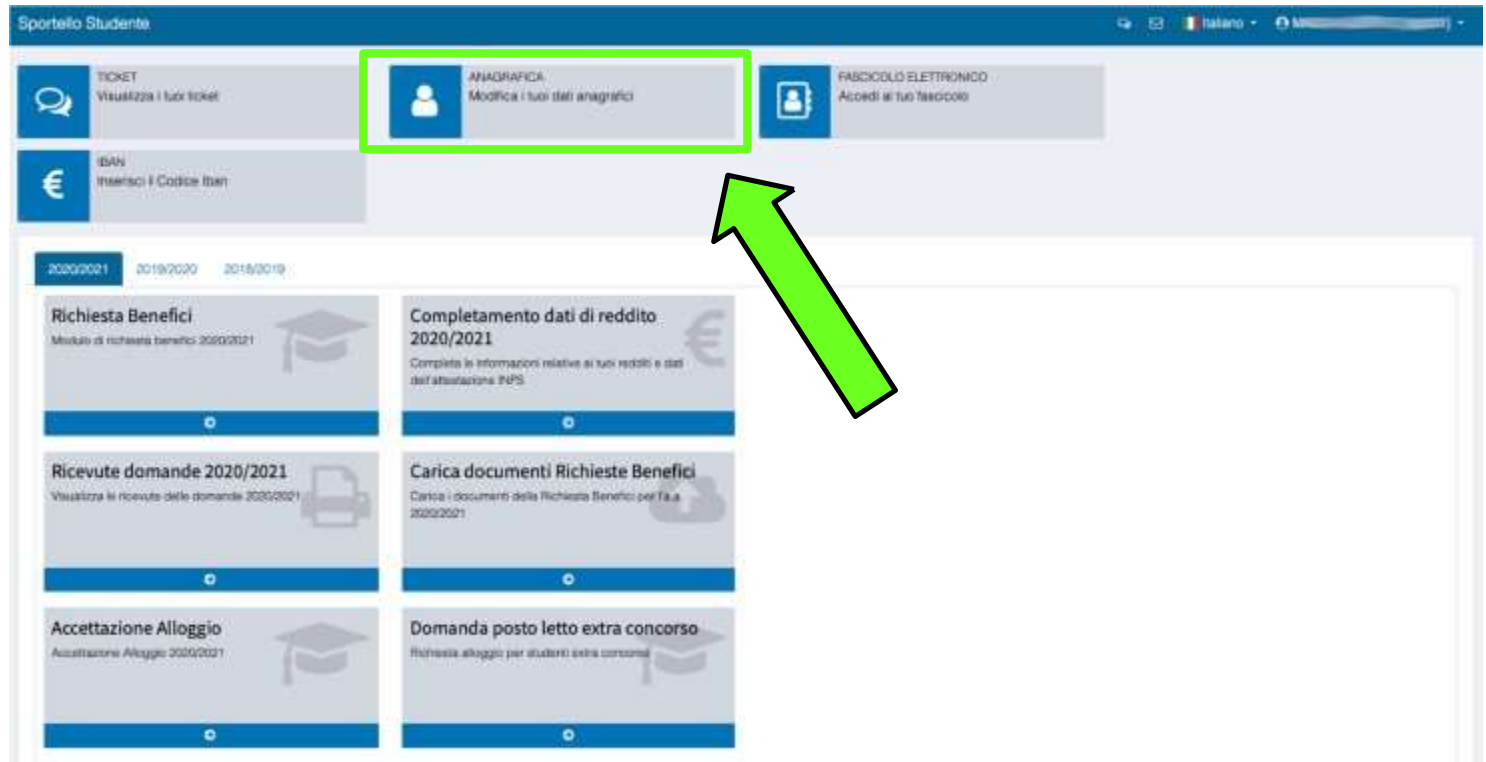 Sportello Studente
Italiano
TICKET
Visualizza i tuoi ticket
ANAGRAFICA
Modifica i tuoi dati anagrafici
FASCICOLO ELETTRONICO
Accedi al tuo fascicolo
IBAN
Inserisci il Codice Iban
2020/2021 2019/2020 2018/2019
Richiesta Benefici
Modulo di richiesta benefici 2020/2021
Completamento dati di reddito
2020/2021
Completa le informazioni relative ai tuoi redditi e dati
dell'attestazione INPS
Ricevute domande 2020/2021
Visualizza le ricevute delle domande 2020/2021
Carica documenti Richieste Benefici
Carica i documenti della Richiesta Benefici per l'a.a
2020/2021
Accettazione Alloggio
Accettazione Alloggio 2020/2021
Domanda posto letto extra concorso
Richiesta alloggio per studenti extra concorso